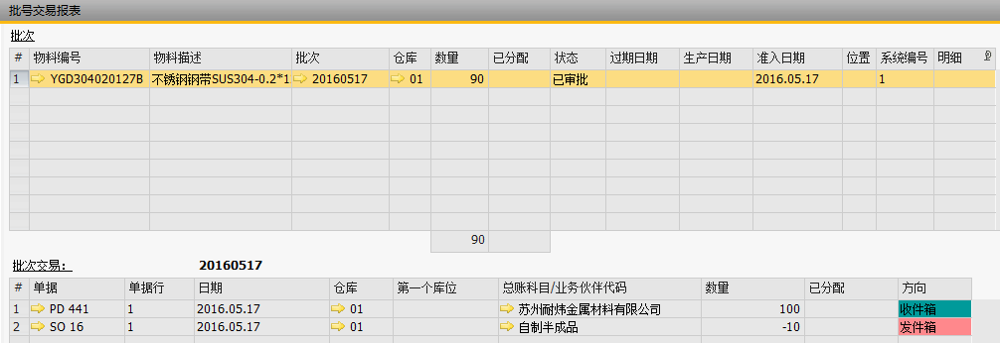 批号交易报表
批次
# 物料编号 物料描述 批次 仓库 数量 已分配 状态 过期日期 生产日期 准入日期 位置 系统编号 明细
1 YGD304020127B 不锈钢钢带SUS304-0.2*1 20160517 01 90 已审批 2016.05.17 1
90
批次交易: 20160517
# 单据 单据行 日期 仓库 第一个库位 总账科目/业务伙伴代码 数量 已分配 方向
1 PD 441 1 2016.05.17 01 苏州耐炜金属材料有限公司 100 收件箱
2 SO 16 1 2016.05.17 01 自制半成品 -10 发件箱